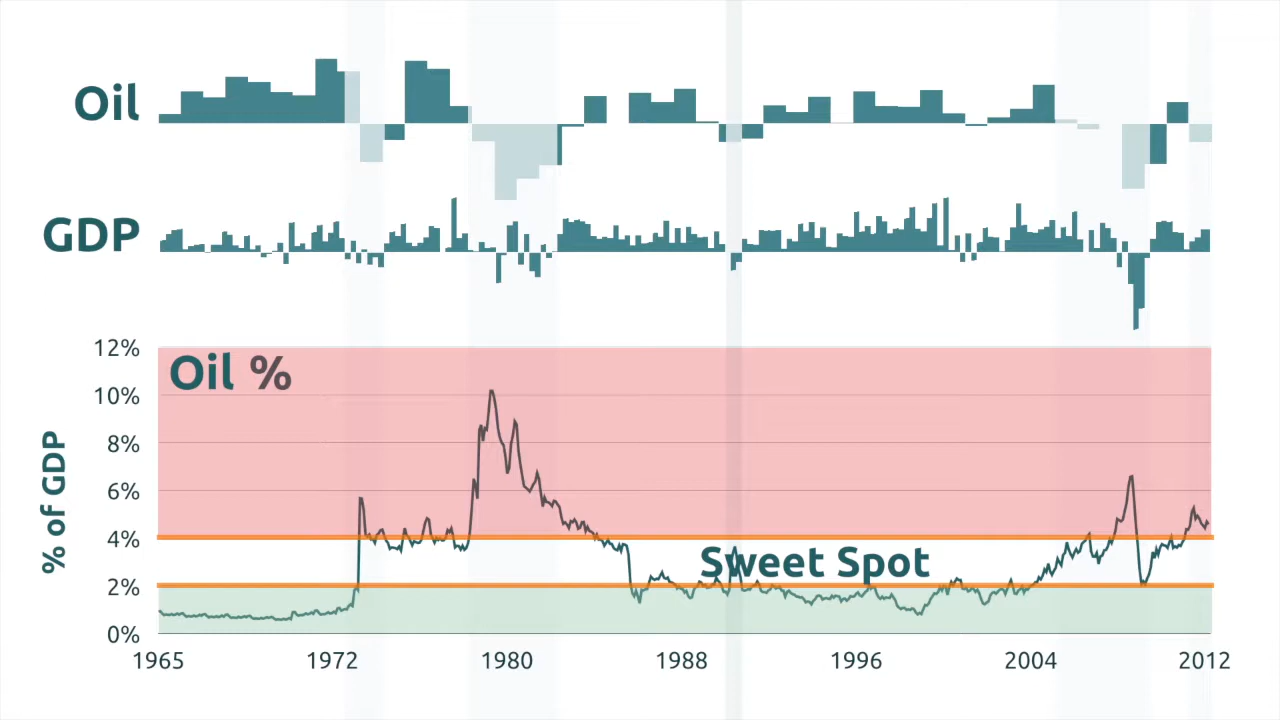 Oil
GDP
Oil %
12%
10%
8%
6%
4%
2%
0%
% of GDP
Sweet Spot
1965 1972 1980 1988 1996 2004 2012